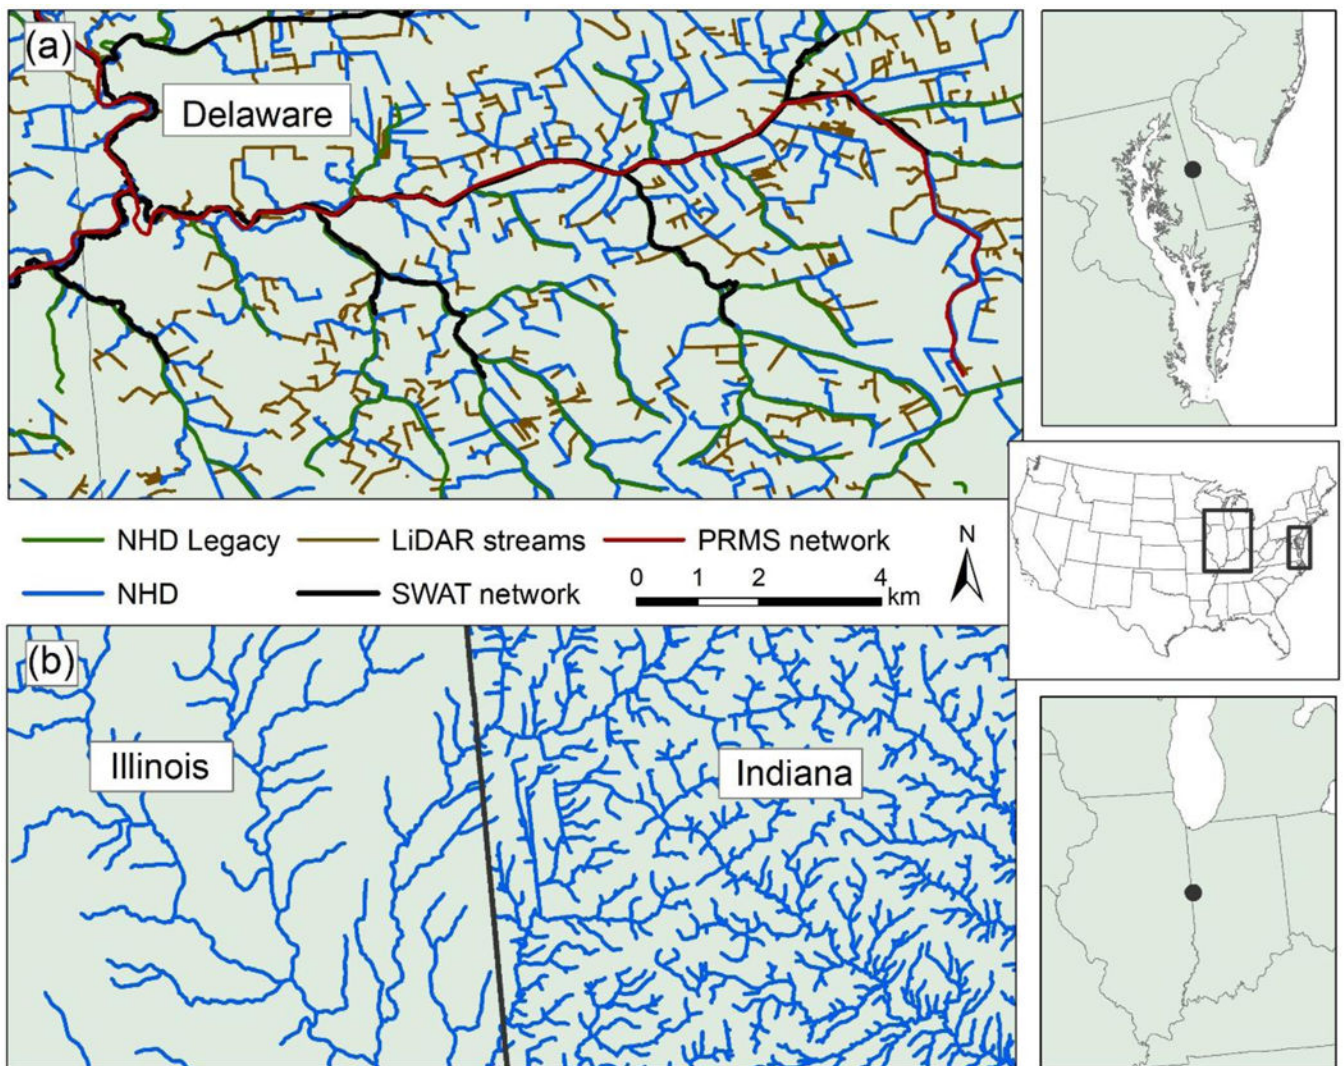 (a)
Delaware
NHD Legacy LiDAR streams PRMS network N
0 1 2 4
NHD SWAT network km
(b)
Illinois Indiana